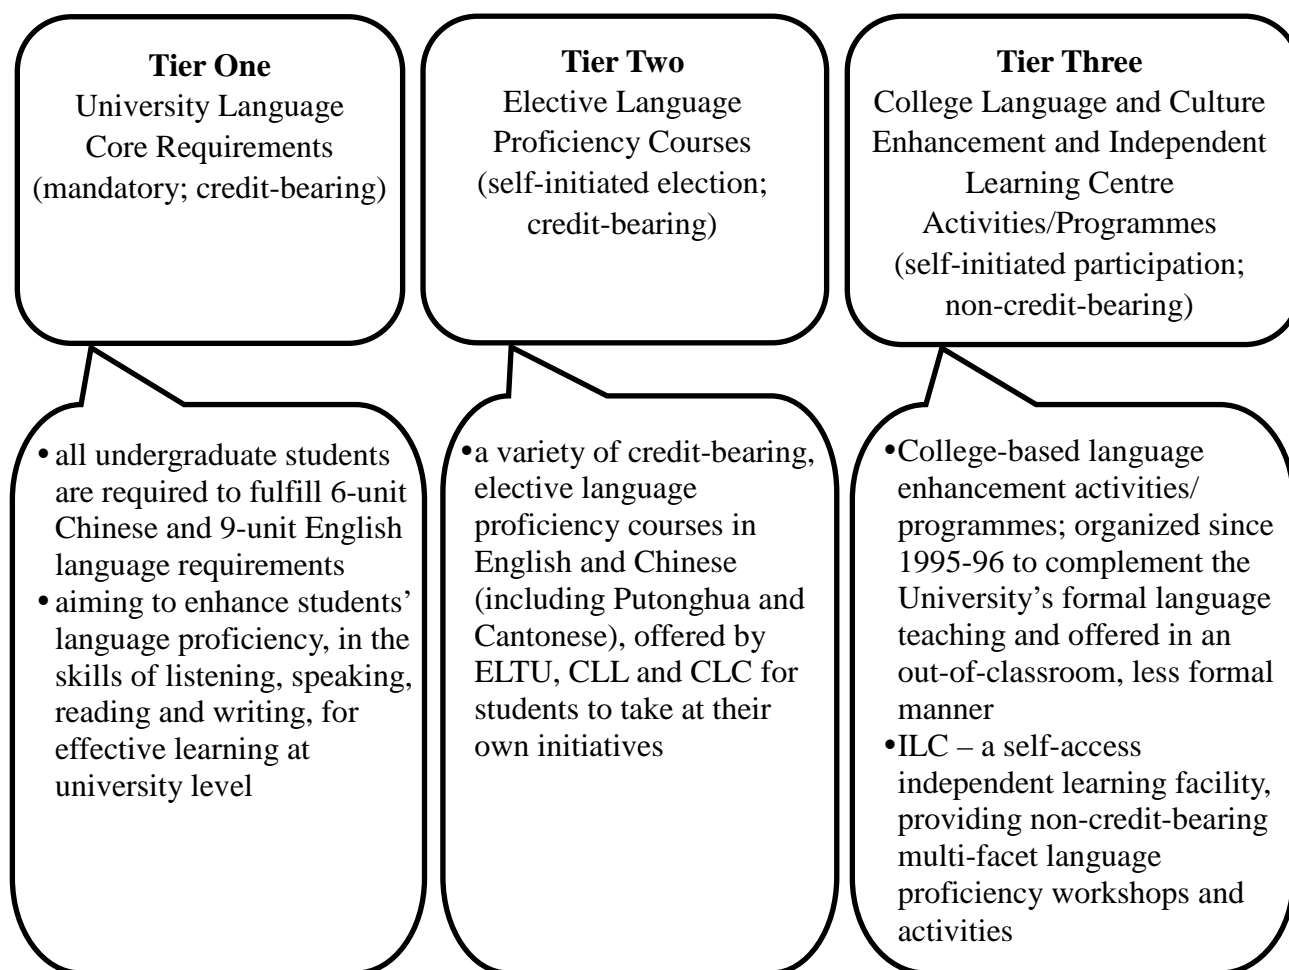 Tier One
University Language
Core Requirements
(mandatory; credit-bearing)
Tier Two
Elective Language
Proficiency Courses
(self-initiated election;
credit-bearing)
Tier Three
College Language and Culture
Enhancement and Independent
Learning Centre
Activities/Programmes
(self-initiated participation;
non-credit-bearing)
• all undergraduate students
are required to fulfill 6-unit
Chinese and 9-unit English
language requirements
• aiming to enhance students’
language proficiency, in the
skills of listening, speaking,
reading and writing, for
effective learning at
university level
• a variety of credit-bearing,
elective language
proficiency courses in
English and Chinese
(including Putonghua and
Cantonese), offered by
ELTU, CLL and CLC for
students to take at their
own initiatives
• College-based language
enhancement activities/
programmes; organized since
1995-96 to complement the
University’s formal language
teaching and offered in an
out-of-classroom, less formal
manner
• ILC – a self-access
independent learning facility,
providing non-credit-bearing
multi-facet language
proficiency workshops and
activities